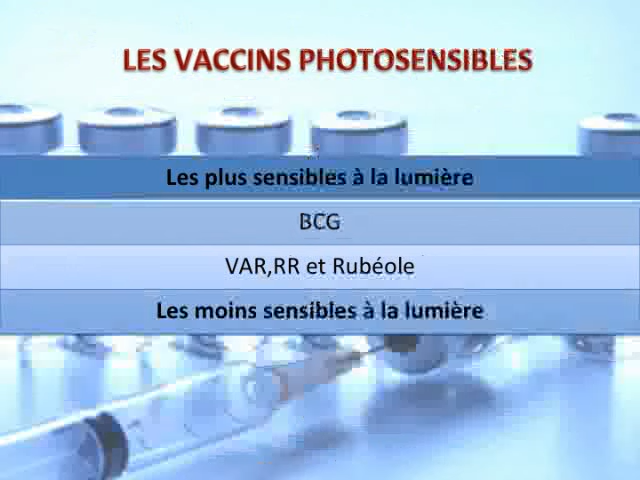 LES VACCINS PHOTOSENSIBLES
Les plus sensibles à la lumière
BCG
VAR,RR et Rubéole
Les moins sensibles à la lumière